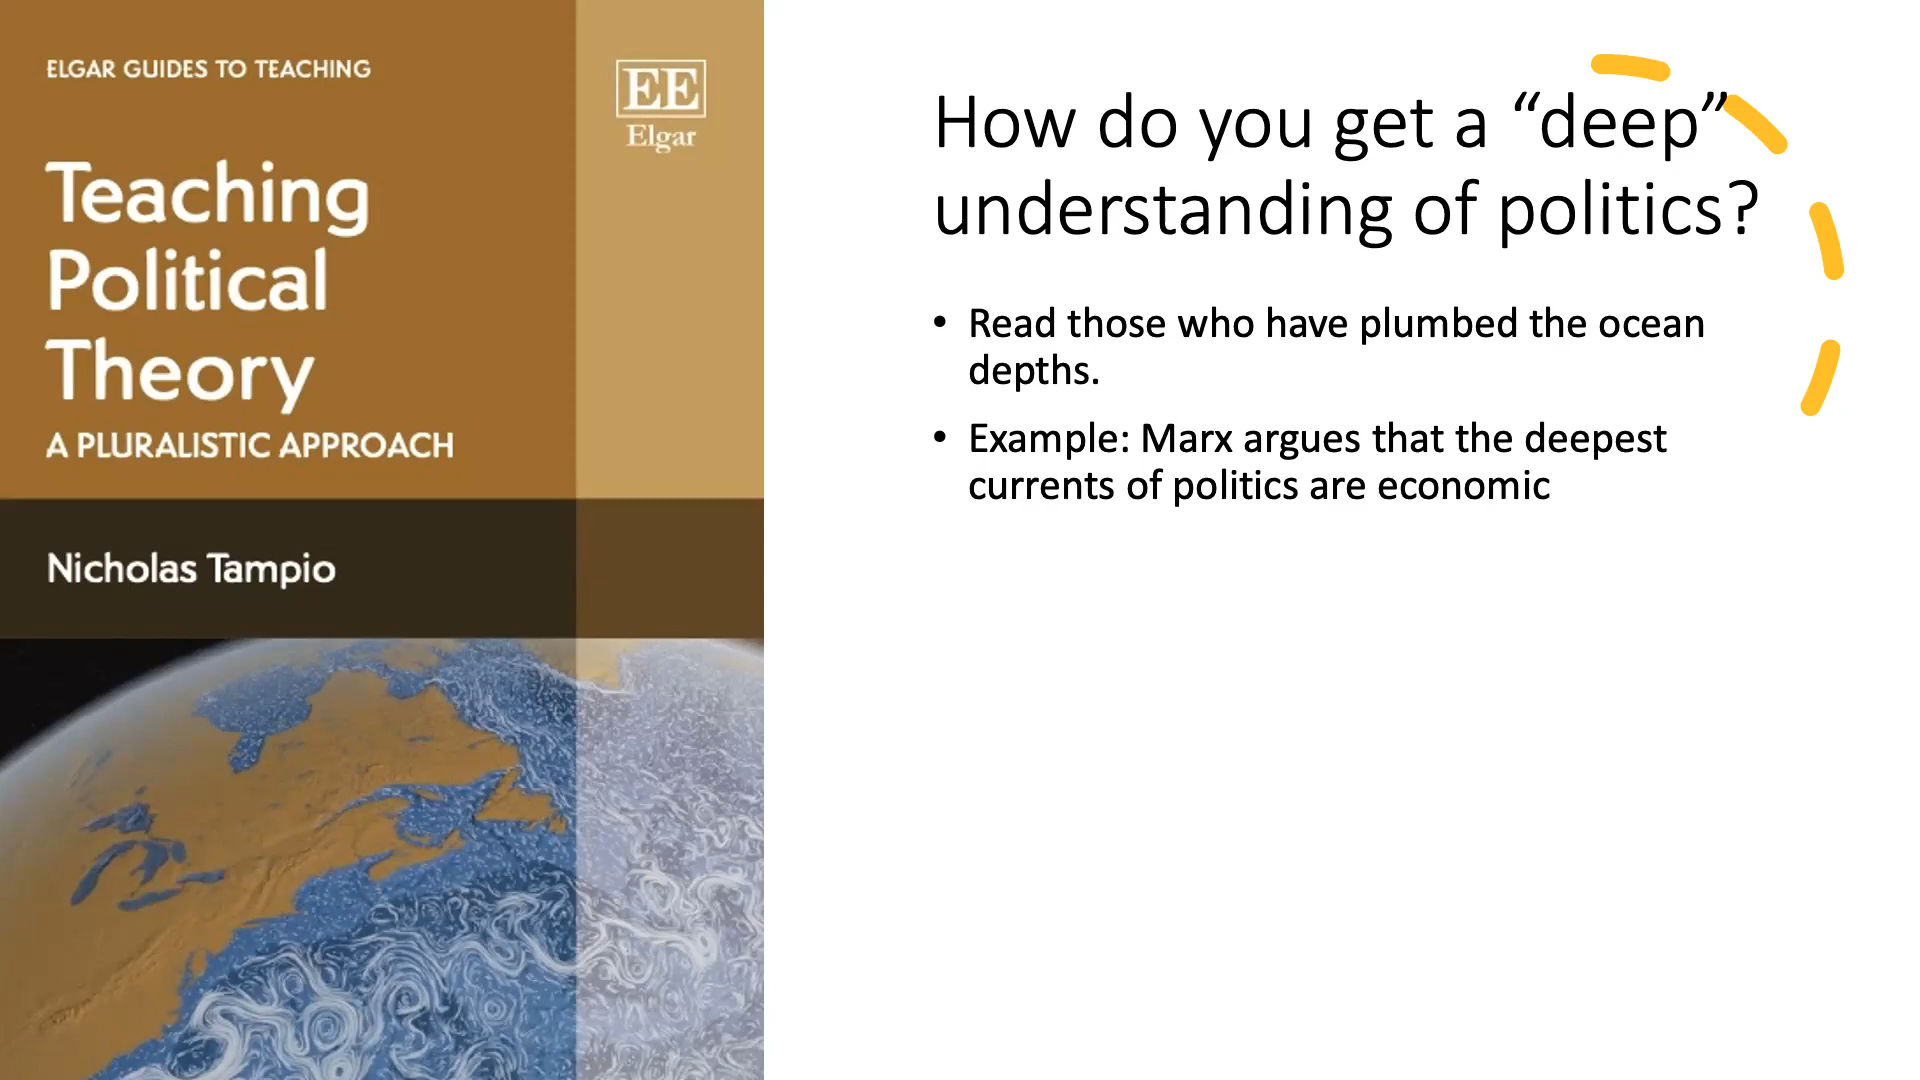 ELGAR GUIDES TO TEACHING
EE
Elgar
Teaching
Political
Theory
A PLURALISTIC APPROACH
Nicholas Tampio
How do you get a “deep”
understanding of politics?
• Read those who have plumbed the ocean
depths.
• Example: Marx argues that the deepest
currents of politics are economic